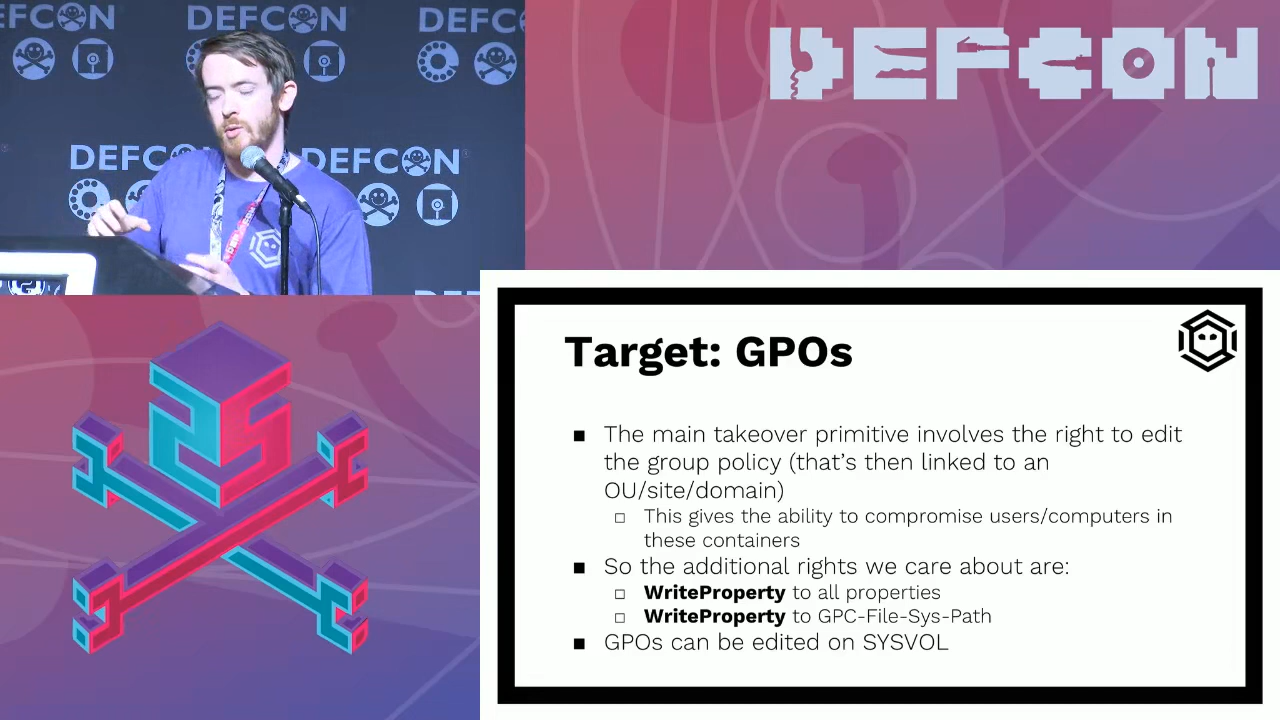 DEFCON
DEFCON
DEFC
DEFCON
DEFCON
DEFCON
Target: GPOs
■ The main takeover primitive involves the right to edit
the group policy (that's then linked to an
OU/site/domain)
□ This gives the ability to compromise users/computers in
these containers
■ So the additional rights we care about are:
□ WriteProperty to all properties
□ WriteProperty to GPC-File-Sys-Path
■ GPOs can be edited on SYSVOL